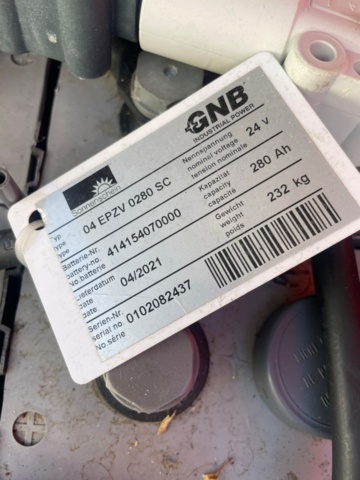 Sonnenschein
GNB
INDUSTRIAL POWER
Typ
type
type
04 EPZV 0280 SC
Nennspannung
nominal voltage
tension nominale
24 V
Batterie-Nr.
battery-no.
No.batterie
414154070000
Kapazität
capacity
capacité
280 Ah
Lieferdatum
date
date
04/2021
Gewicht
weight
poids
232 kg
Serien-Nr.
serial no.
No.série
0102082437